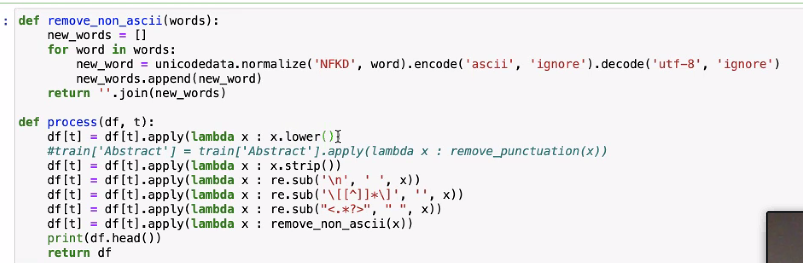 : def remove_non_ascii(words):
    new_words = []
    for word in words:
        new_word = unicodedata.normalize('NFKD', word).encode('ascii', 'ignore').decode('utf-8', 'ignore')
        new_words.append(new_word)
    return ''.join(new_words)

def process(df, t):
    df[t] = df[t].apply(lambda x : x.lower())
    #train['Abstract'] = train['Abstract'].apply(lambda x : remove_punctuation(x))
    df[t] = df[t].apply(lambda x : x.strip())
    df[t] = df[t].apply(lambda x : re.sub('\n', ' ', x))
    df[t] = df[t].apply(lambda x : re.sub('\[[^]]*\]', '', x))
    df[t] = df[t].apply(lambda x : re.sub("<.*?>", " ", x))
    df[t] = df[t].apply(lambda x : remove_non_ascii(x))
    print(df.head())
    return df